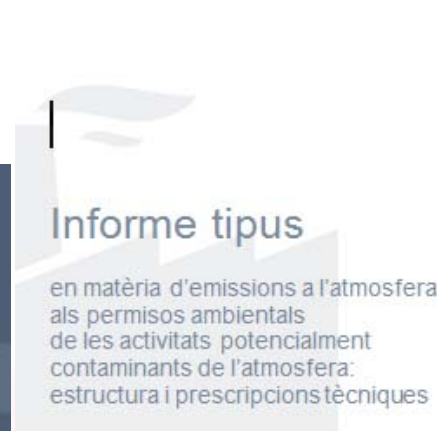 Informe tipus
en matèria d'emissions a l'atmosfera
als permisos ambientals
de les activitats potencialment
contaminants de l'atmosfera:
estructura i prescripcions tècniques